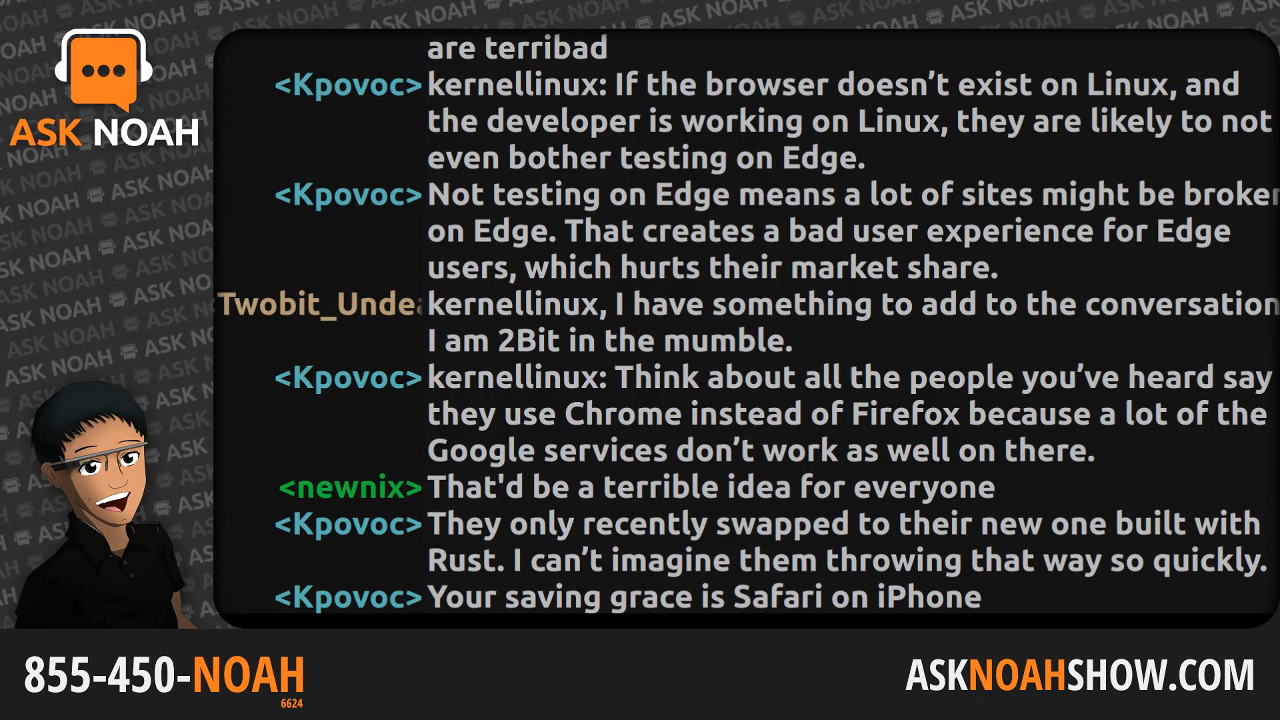 ASK NOAH
are terribad
<Kpovoc> kernellinux: If the browser doesn’t exist on Linux, and
the developer is working on Linux, they are likely to not
even bother testing on Edge.
<Kpovoc> Not testing on Edge means a lot of sites might be broken
on Edge. That creates a bad user experience for Edge
users, which hurts their market share.
Twobit_Unde kernellinux, I have something to add to the conversation
I am 2Bit in the mumble.
<Kpovoc> kernellinux: Think about all the people you’ve heard say
they use Chrome instead of Firefox because a lot of the
Google services don’t work as well on there.
<newnix> That'd be a terrible idea for everyone
<Kpovoc> They only recently swapped to their new one built with
Rust. I can’t imagine them throwing that way so quickly.
<Kpovoc> Your saving grace is Safari on iPhone
855-450-NOAH
6624
ASKNOAHSHOW.COM